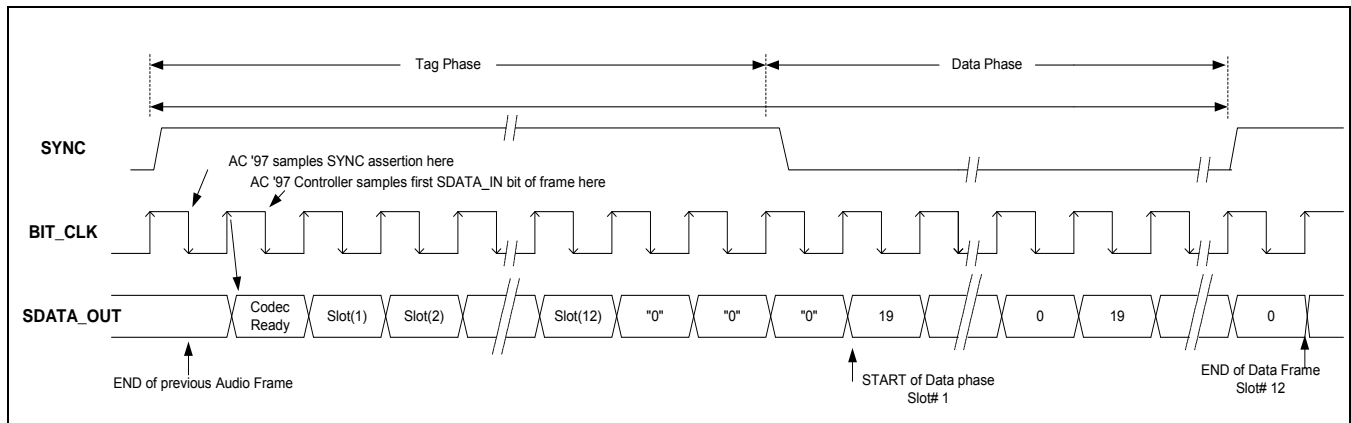 Tag Phase
Data Phase
SYNC
AC '97 samples SYNC assertion here
AC '97 Controller samples first SDATA_IN bit of frame here
BIT_CLK
SDATA_OUT
Codec
Ready
Slot(1)
Slot(2)
Slot(12)
"0"
"0"
"0"
19
0
19
0
END of previous Audio Frame
START of Data phase
Slot# 1
END of Data Frame
Slot# 12